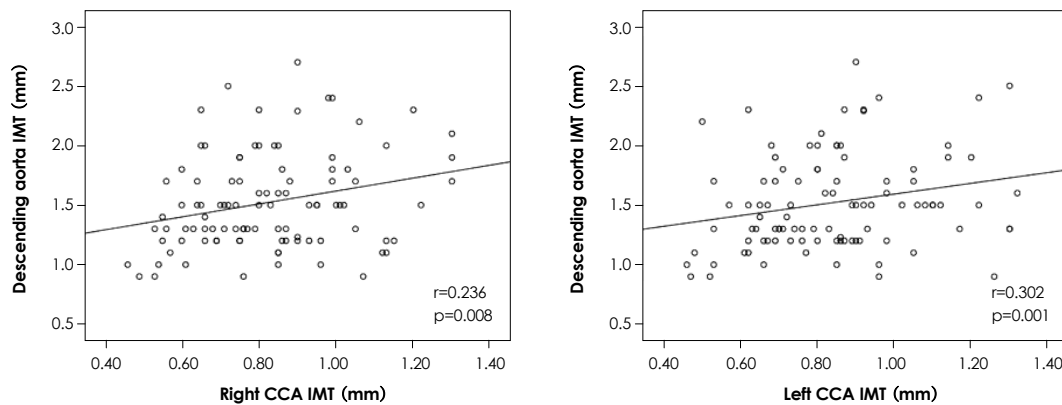 3.0
2.5
2.0
1.5
1.0
0.5
Descending aorta IMT (mm)
r=0.236
p=0.008
0.40 0.60 0.80 1.00 1.20 1.40
Right CCA IMT (mm)
3.0
2.5
2.0
1.5
1.0
0.5
Descending aorta IMT (mm)
r=0.302
p=0.001
0.40 0.60 0.80 1.00 1.20 1.40
Left CCA IMT (mm)